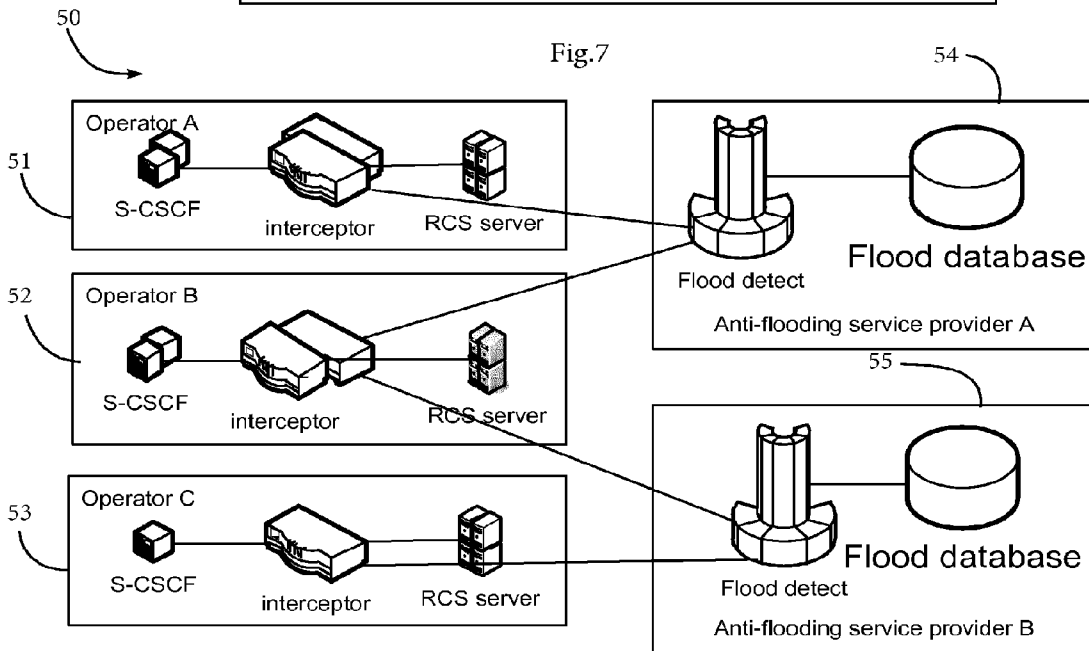 50
Fig.7
54
Operator A
51
S-CSCF
interceptor
RCS server
Flood detect
Flood database
Anti-flooding service provider A
52
Operator B
S-CSCF
interceptor
RCS server
55
53
Operator C
S-CSCF
interceptor
RCS server
Flood detect
Flood database
Anti-flooding service provider B